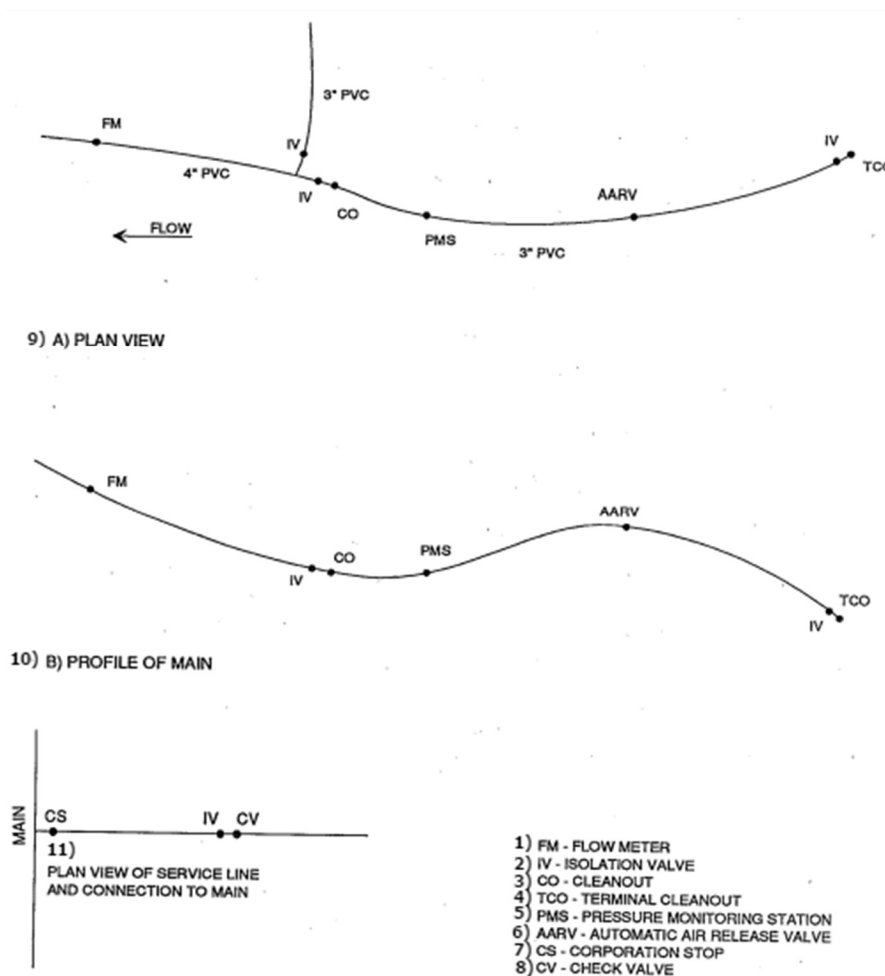 3" PVC
FM
IV
IV
4" PVC
TCO
IV
CO
AARV
FLOW
PMS
3" PVC
9) A) PLAN VIEW
FM
AARV
CO
PMS
IV
TCO
IV
10) B) PROFILE OF MAIN
MAIN
CS
IV
CV
11)
PLAN VIEW OF SERVICE LINE
AND CONNECTION TO MAIN
1) FM - FLOW METER
2) IV - ISOLATION VALVE
3) CO - CLEANOUT
4) TCO - TERMINAL CLEANOUT
5) PMS - PRESSURE MONITORING STATION
6) AARV - AUTOMATIC AIR RELEASE VALVE
7) CS - CORPORATION STOP
8) CV - CHECK VALVE